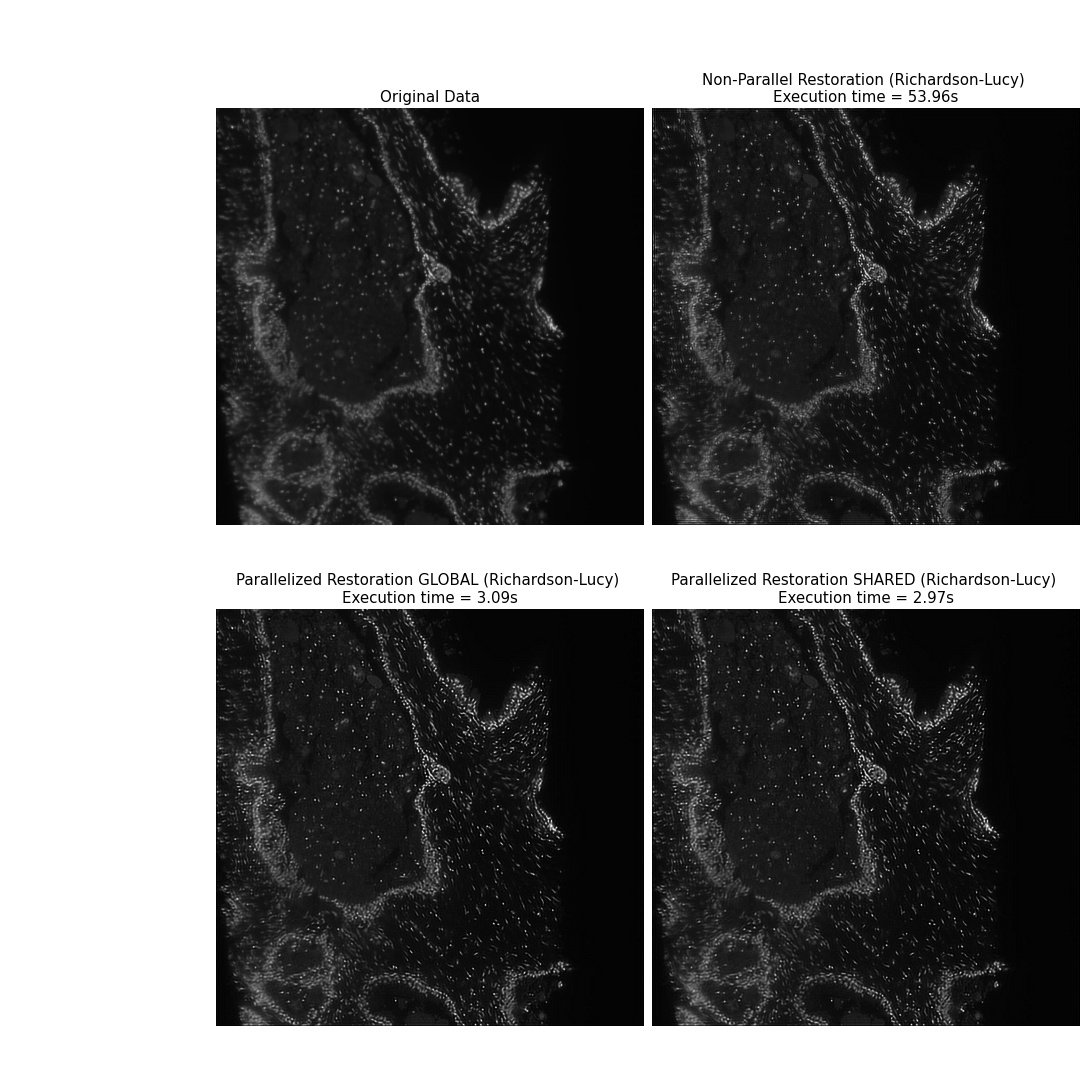 Original Data
Non-Parallel Restoration (Richardson-Lucy)
Execution time = 53.96s
Parallelized Restoration GLOBAL (Richardson-Lucy)
Execution time = 3.09s
Parallelized Restoration SHARED (Richardson-Lucy)
Execution time = 2.97s